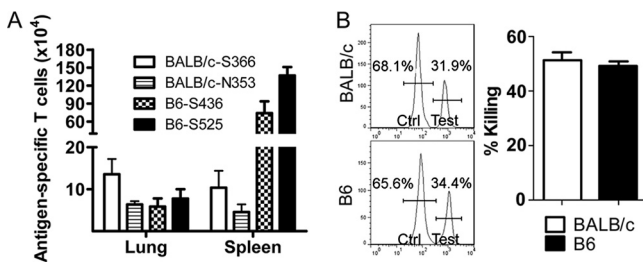 A
Antigen-specific T cells (x10⁴)
180
150
120
90
60
20
10
BALB/c-S366
BALB/c-N353
B6-S436
B6-S525
Lung Spleen
B
BALB/c
68.1% 31.9%
Ctrl Test
B6
65.6% 34.4%
Ctrl Test
% Killing
60
40
20
0
BALB/c
B6